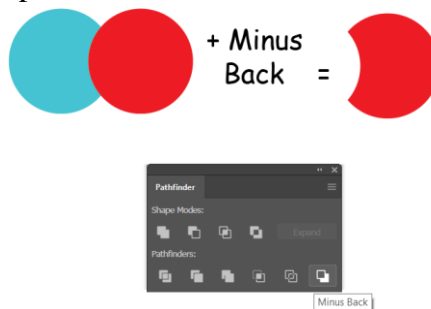 + Minus
Back =
Pathfinder
Shape Modes:
Expand
Pathfinders:
Minus Back